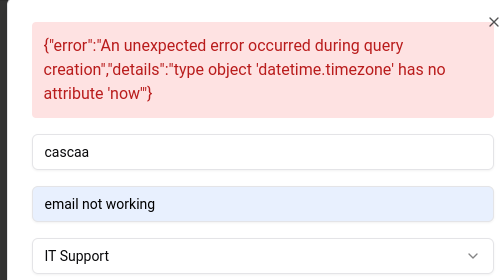 {"error":"An unexpected error occurred during query
creation","details":"type object 'datetime.timezone' has no
attribute 'now'"}
cascaa
email not working
IT Support